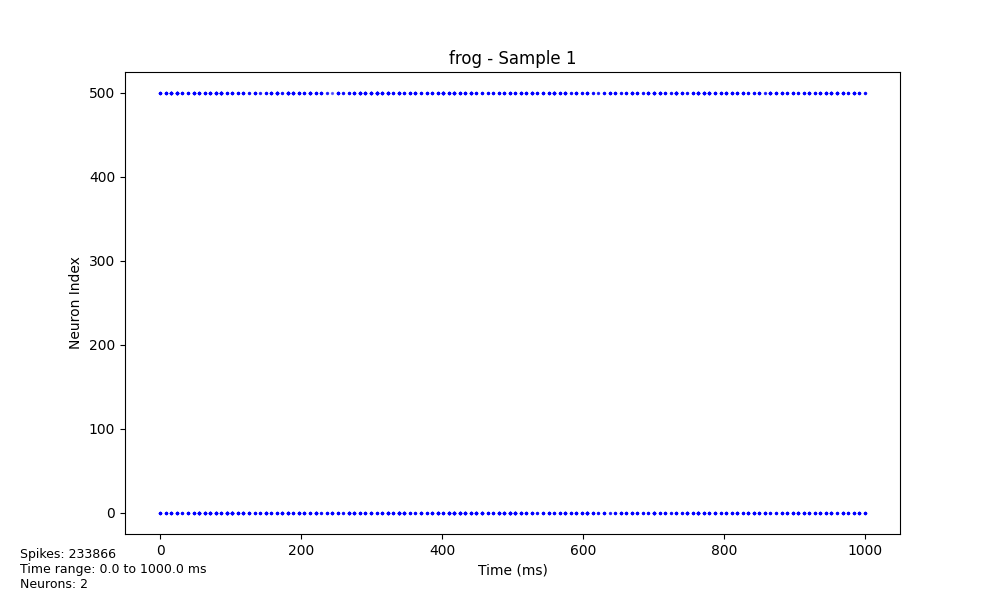 frog - Sample 1
500
400
300
200
100
0
Neuron Index
0 200 400 600 800 1000
Time (ms)
Spikes: 233866
Time range: 0.0 to 1000.0 ms
Neurons: 2